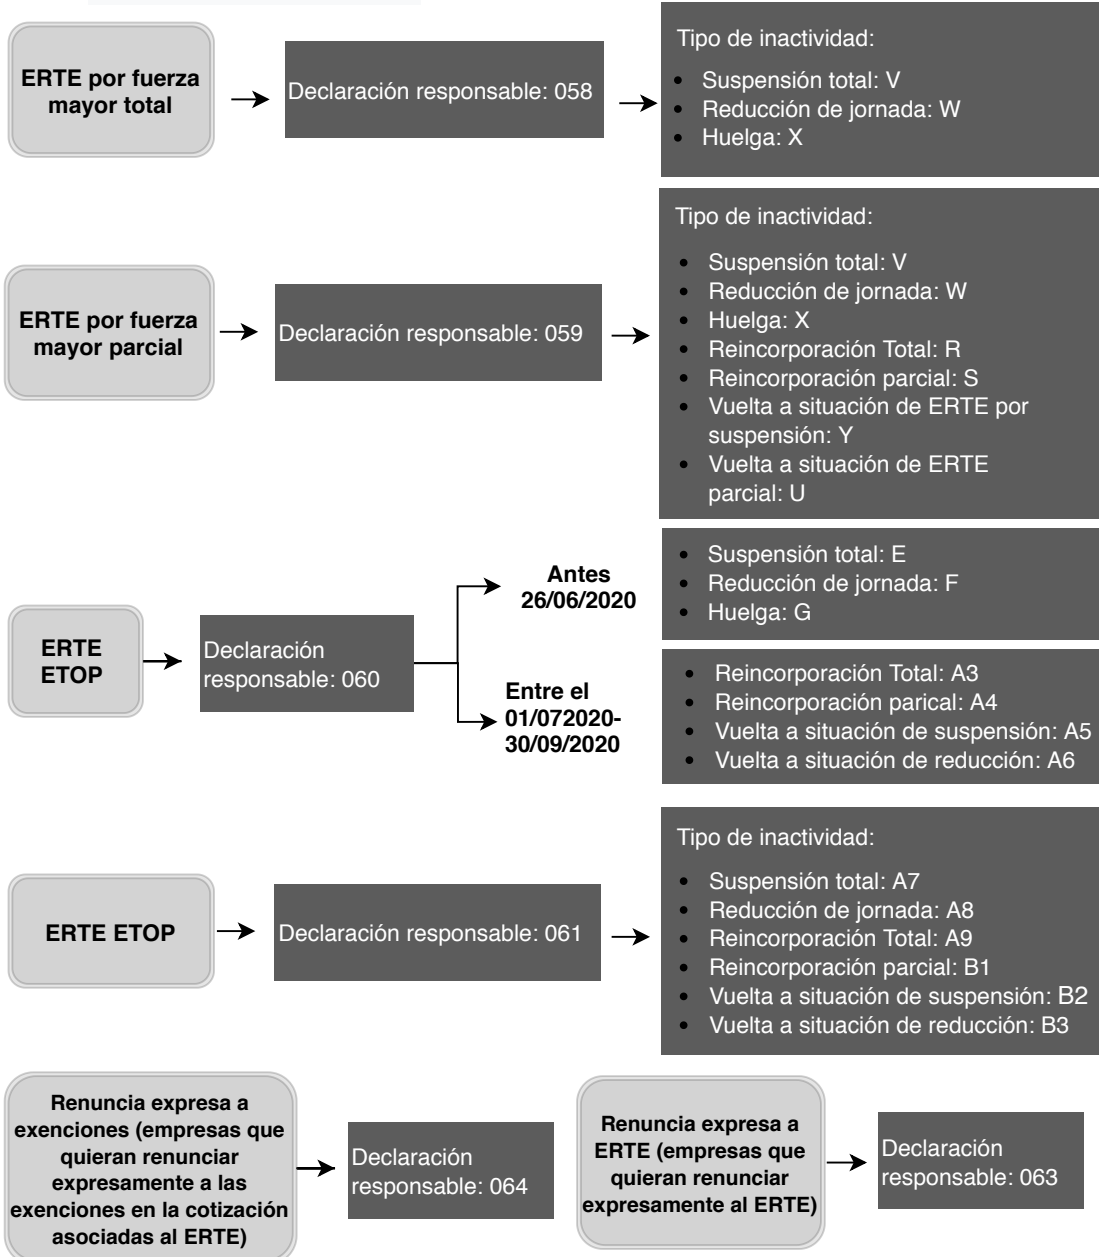 ERTE por fuerza
mayor total
Declaración responsable: 058
Tipo de inactividad:
• Suspensión total: V
• Reducción de jornada: W
• Huelga: X
ERTE por fuerza
mayor parcial
Declaración responsable: 059
Tipo de inactividad:
• Suspensión total: V
• Reducción de jornada: W
• Huelga: X
• Reincorporación Total: R
• Reincorporación parcial: S
• Vuelta a situación de ERTE por
suspensión: Y
• Vuelta a situación de ERTE
parcial: U
ERTE
ETOP
Declaración
responsable: 060
Antes
26/06/2020
• Suspensión total: E
• Reducción de jornada: F
• Huelga: G
Entre el
01/072020-
30/09/2020
• Reincorporación Total: A3
• Reincorporación parical: A4
• Vuelta a situación de suspensión: A5
• Vuelta a situación de reducción: A6
ERTE ETOP
Declaración responsable: 061
Tipo de inactividad:
• Suspensión total: A7
• Reducción de jornada: A8
• Reincorporación Total: A9
• Reincorporación parcial: B1
• Vuelta a situación de suspensión: B2
• Vuelta a situación de reducción: B3
Renuncia expresa a
exenciones (empresas que
quieran renunciar
expresamente a las
exenciones en la cotización
asociadas al ERTE)
Declaración
responsable: 064
Renuncia expresa a
ERTE (empresas que
quieran renunciar
expresamente al ERTE)
Declaración
responsable: 063